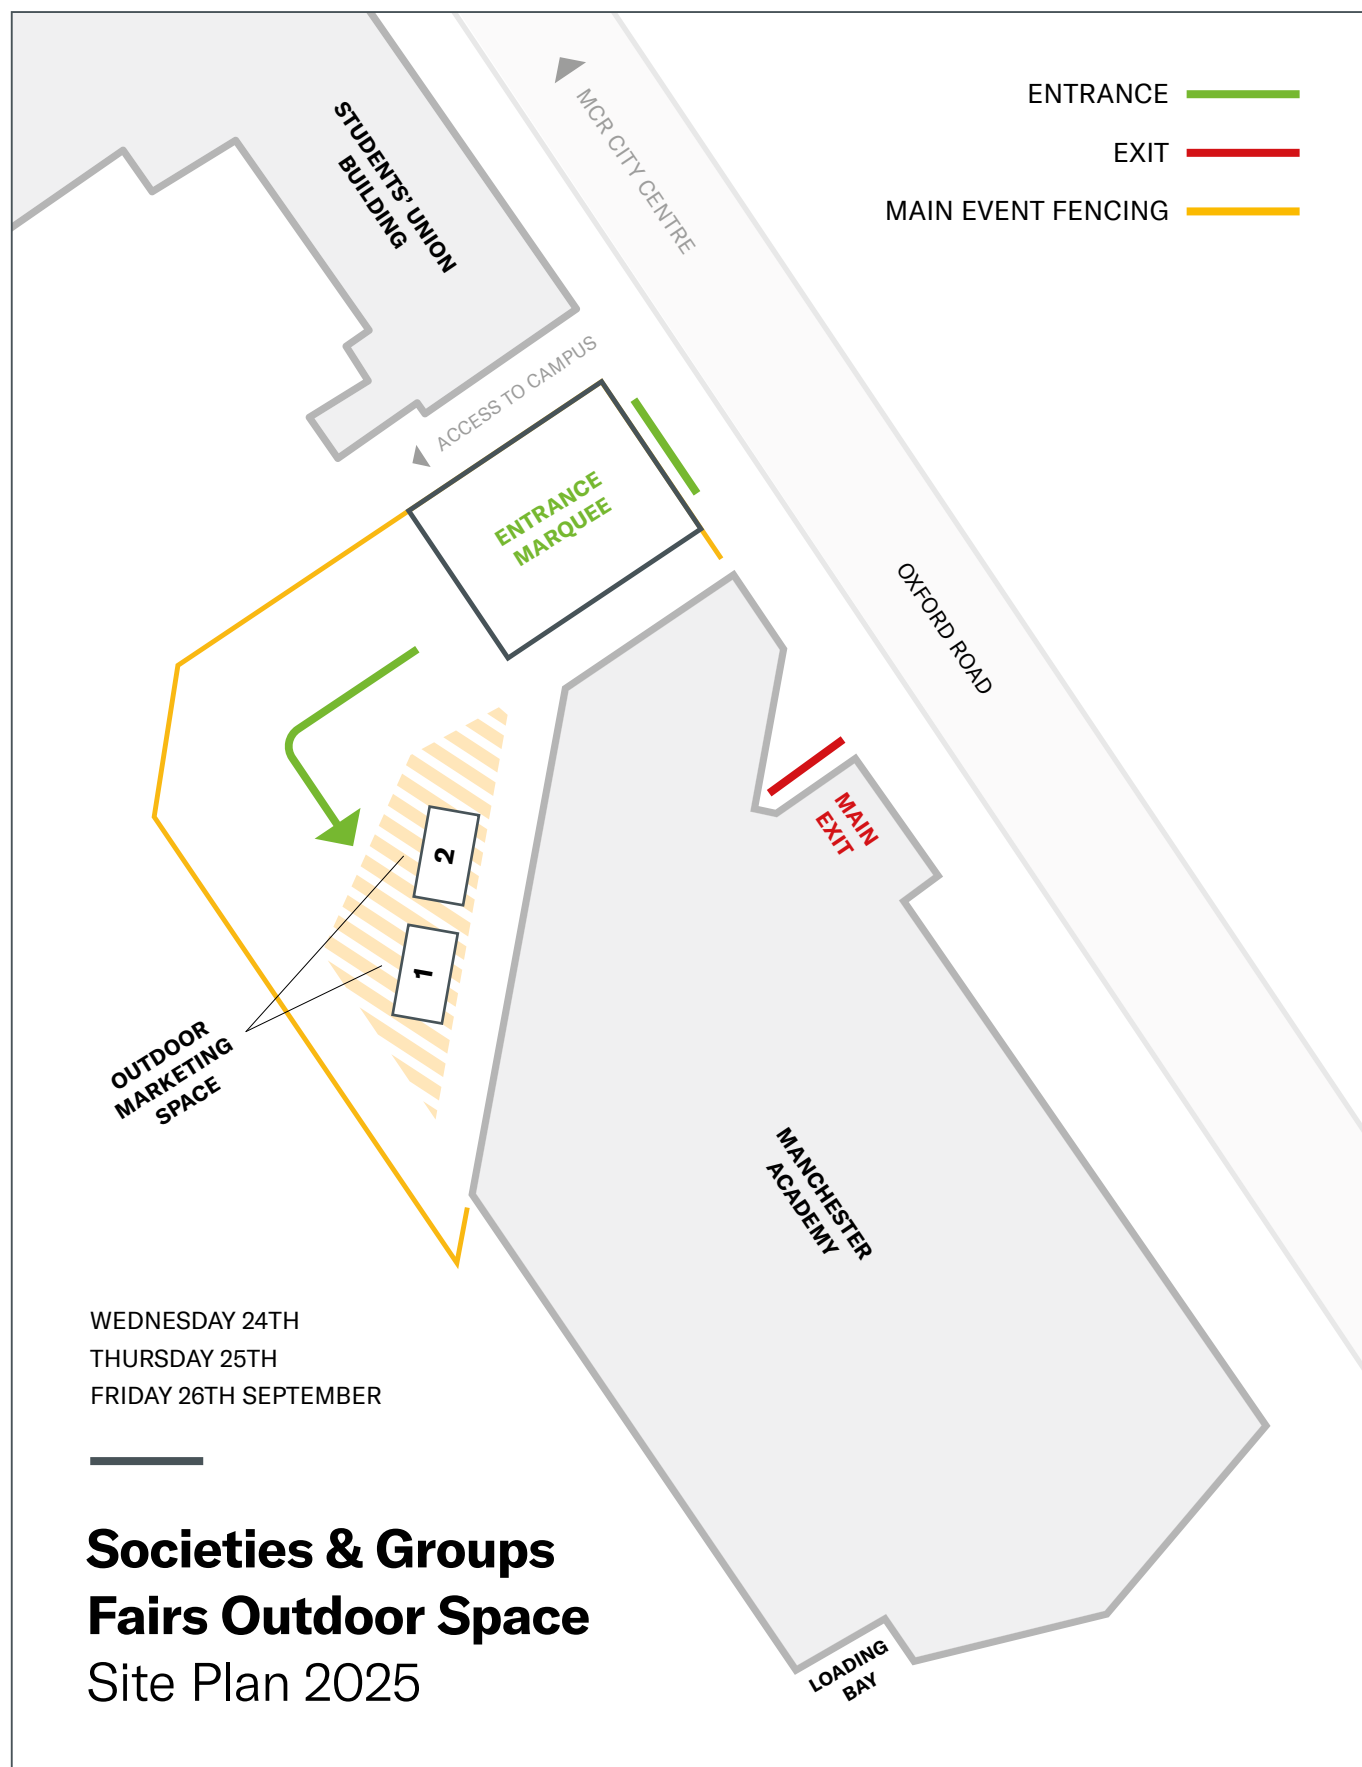 ENTRANCE
EXIT
MAIN EVENT FENCING
MCR CITY CENTRE
STUDENTS' UNION
BUILDING
ACCESS TO CAMPUS
ENTRANCE
MARQUEE
OXFORD ROAD
MAIN
EXIT
2
1
OUTDOOR
MARKETING
SPACE
MANCHESTER
ACADEMY
WEDNESDAY 24TH
THURSDAY 25TH
FRIDAY 26TH SEPTEMBER
Societies & Groups
Fairs Outdoor Space
Site Plan 2025
LOADING
BAY